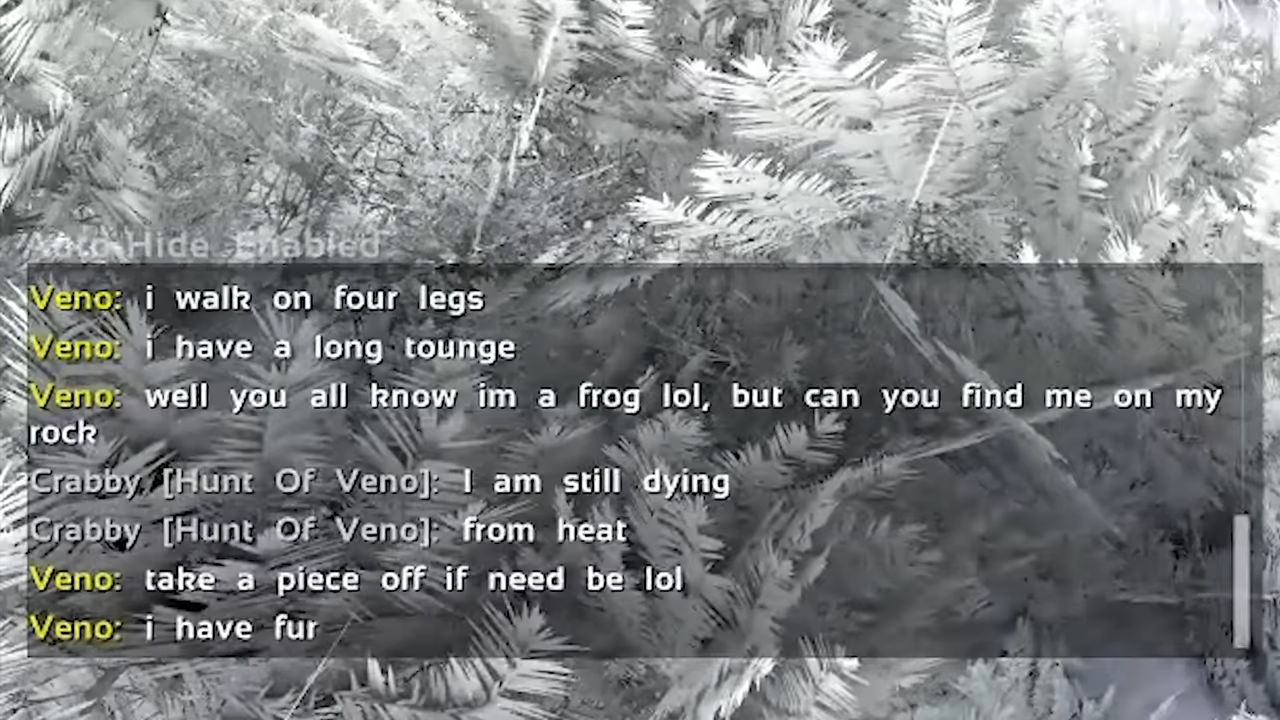 Auto-Hide Enabled
Veno: i walk on four legs
Veno: i have a long tounge
Veno: well you all know im a frog lol, but can you find me on my
rock
Crabby [Hunt Of Veno]: I am still dying
Crabby [Hunt Of Veno]: from heat
Veno: take a piece off if need be lol
Veno: i have fur